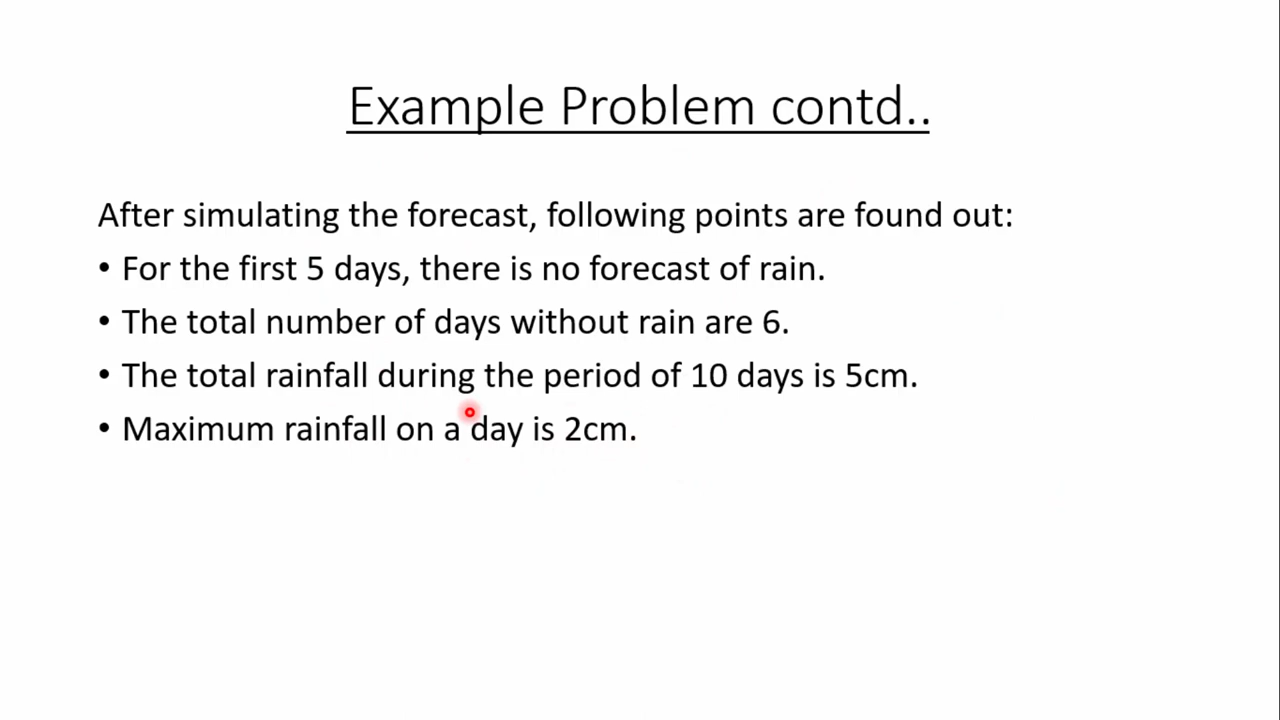 Example Problem contd..
After simulating the forecast, following points are found out:
• For the first 5 days, there is no forecast of rain.
• The total number of days without rain are 6.
• The total rainfall during the period of 10 days is 5cm.
• Maximum rainfall on a day is 2cm.